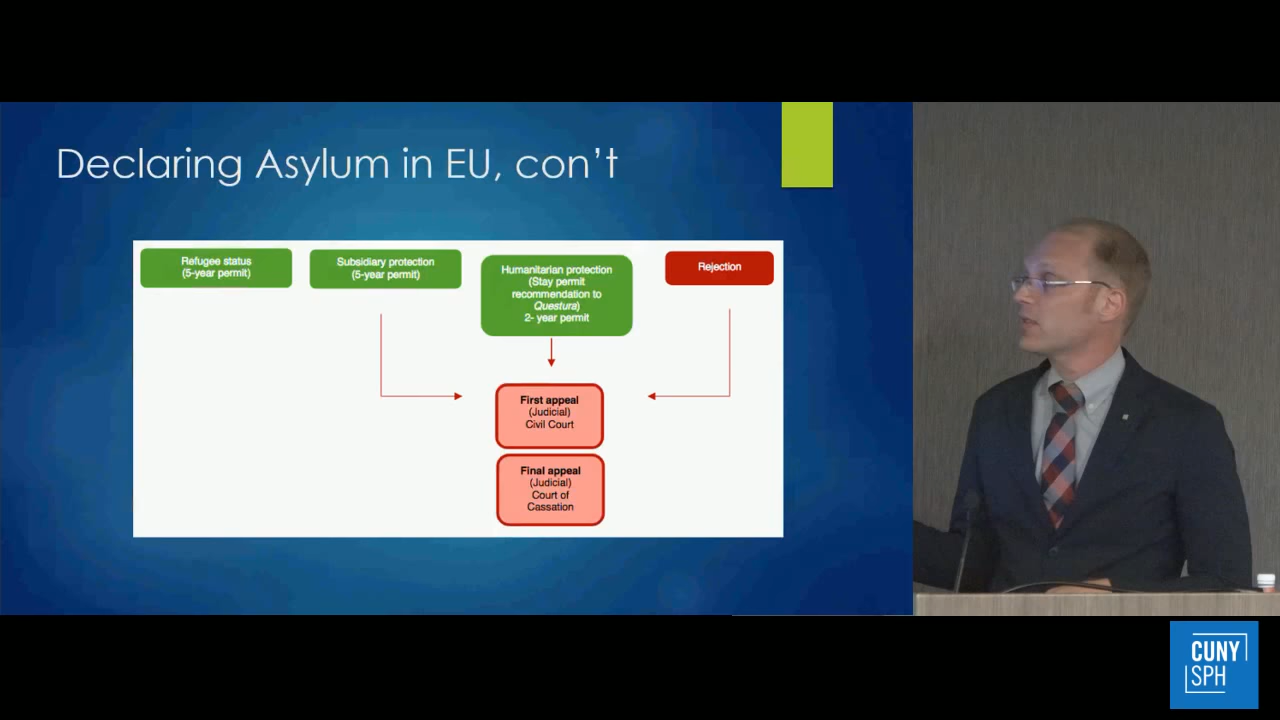 Declaring Asylum in EU, con't
Refugee status
(5-year permit)
Subsidiary protection
(5-year permit)
Humanitarian protection
(Stay permit
recommendation to
Questura)
2- year permit
Rejection
First appeal
(Judicial)
Civil Court
Final appeal
(Judicial)
Court of
Cassation
CUNY
SPH